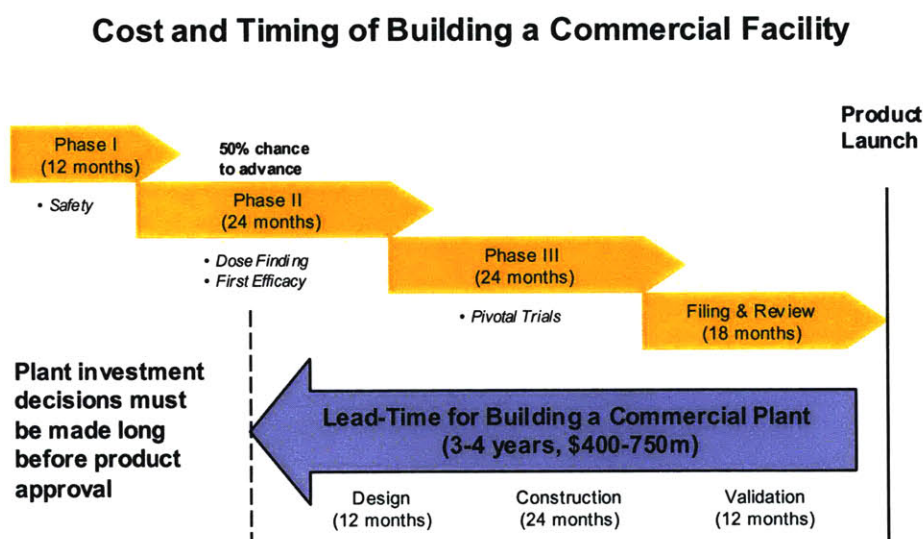 Cost and Timing of Building a Commercial Facility
Product
Launch
Phase I
(12 months)
50% chance
to advance
• Safety
Phase II
(24 months)
• Dose Finding
• First Efficacy
Phase III
(24 months)
• Pivotal Trials
Filing & Review
(18 months)
Plant investment
decisions must
be made long
before product
approval
Lead-Time for Building a Commercial Plant
(3-4 years, $400-750m)
Design
(12 months)
Construction
(24 months)
Validation
(12 months)